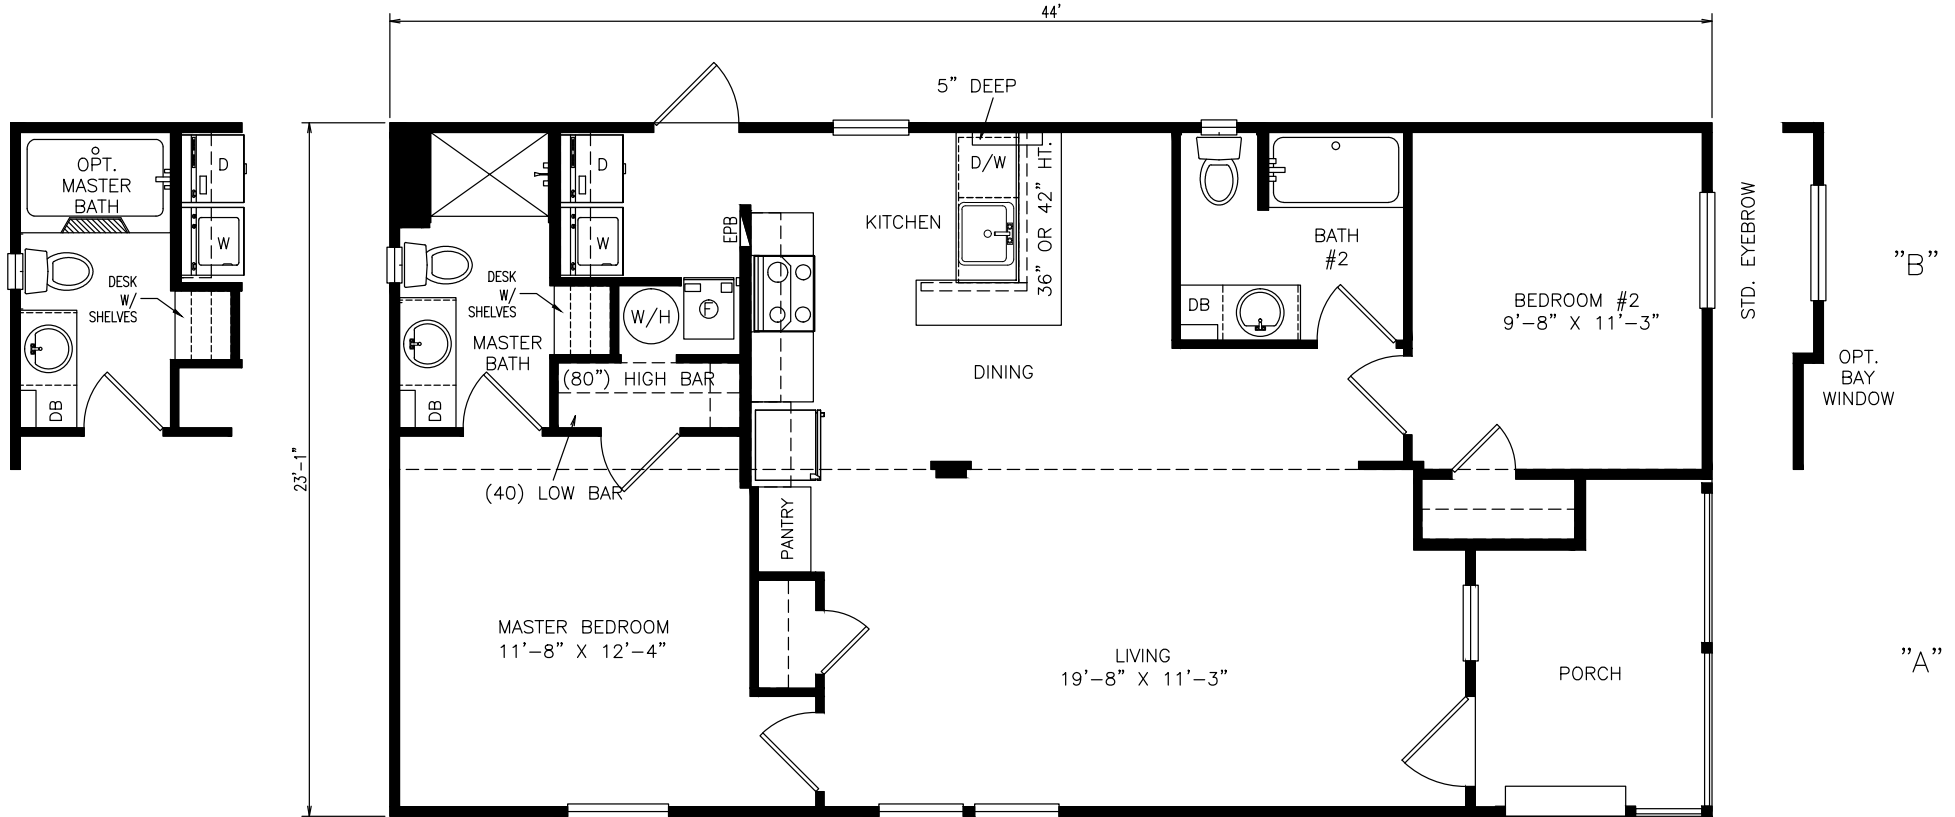 44'
5" DEEP
OPT.
MASTER
BATH
D
W
DESK
W/
SHELVES
DB
23'-1"
D
W
EPB
DESK
W/
SHELVES
MASTER
BATH
DB
W/H
F
(80") HIGH BAR
(40) LOW BAR
KITCHEN
D/W
36" OR 42" HT.
DINING
PANTRY
BATH
#2
DB
BEDROOM #2
9'-8" X 11'-3"
STD. EYEBROW
OPT.
BAY
WINDOW
"B"
MASTER BEDROOM
11'-8" X 12'-4"
LIVING
19'-8" X 11'-3"
PORCH
"A"